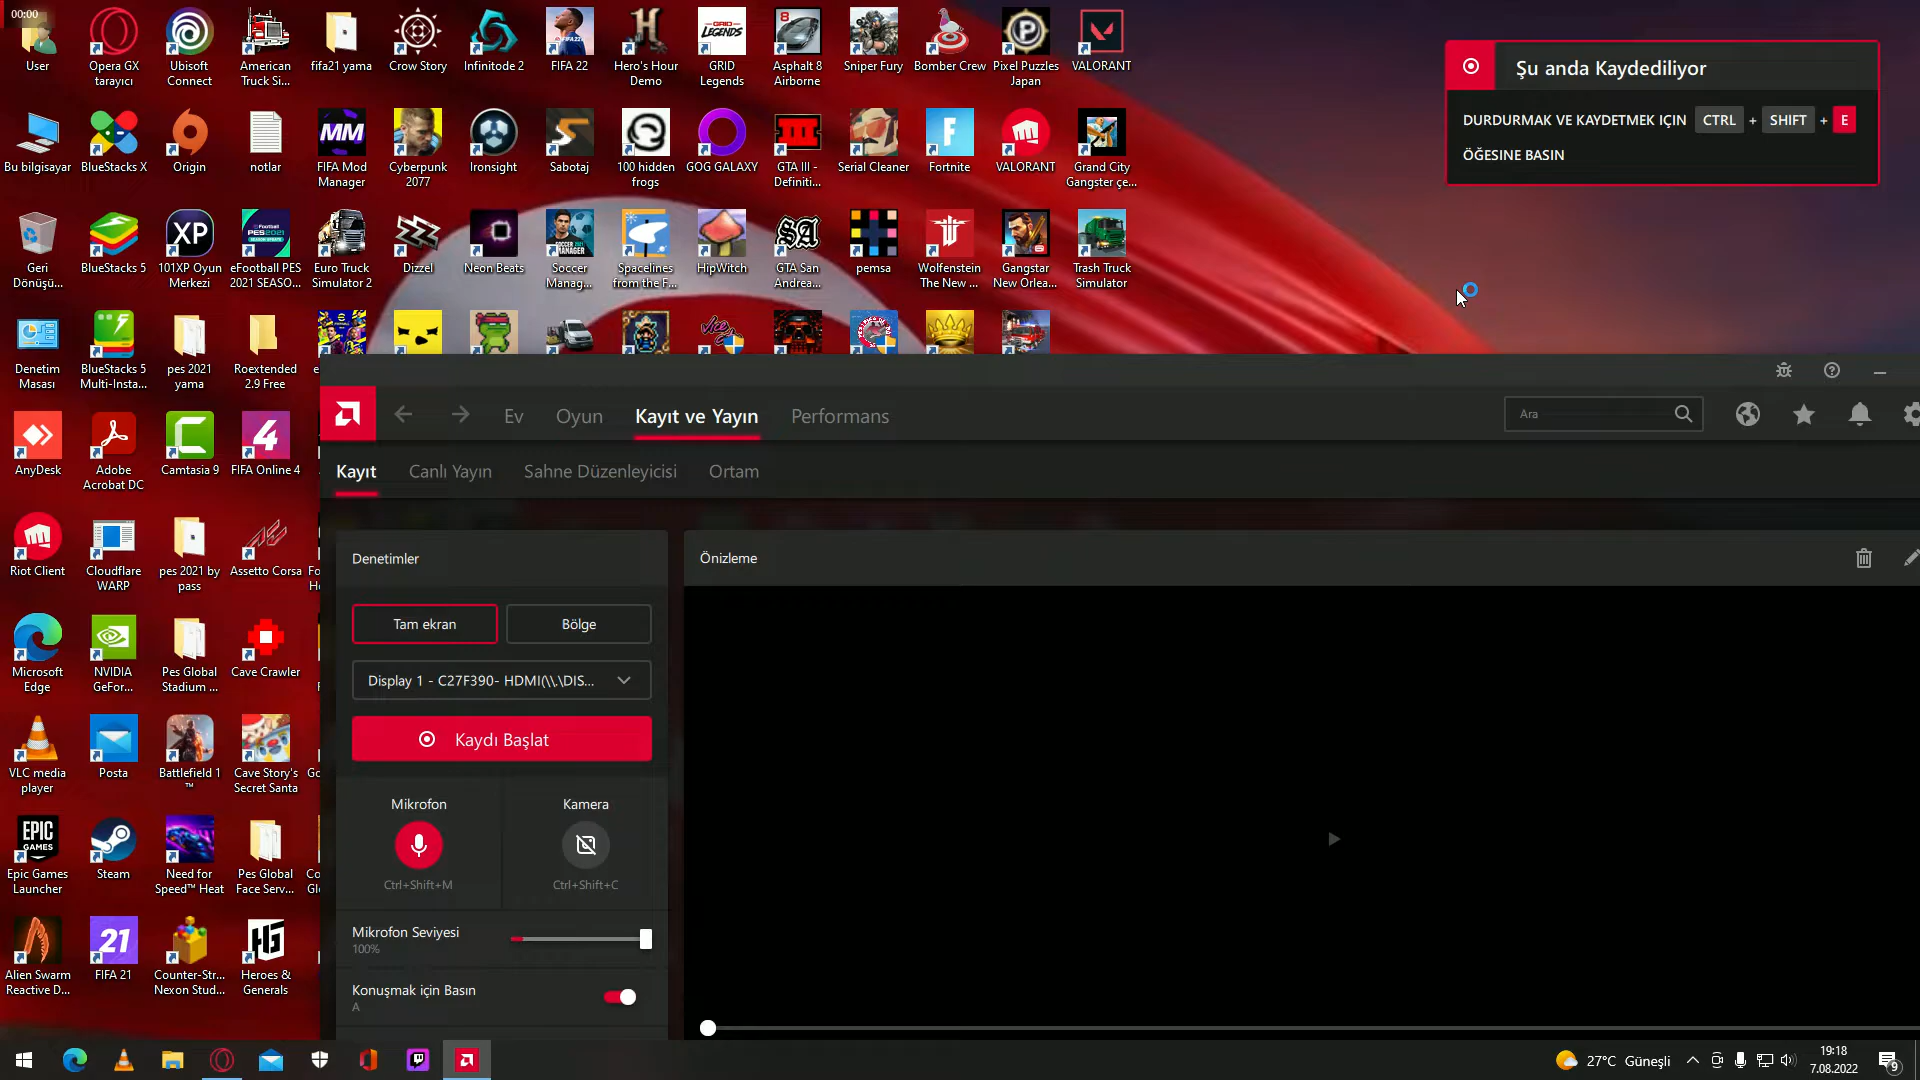 00:00
User
Opera GX
tarayıcı
Ubisoft
Connect
American
Truck Si...
fifa21 yama
Crow Story
Infinitode 2
FIFA 22
Hero's Hour
Demo
GRID
Legends
Asphalt 8
Airborne
Sniper Fury
Bomber Crew
Pixel Puzzles
Japan
VALORANT
Bu bilgisayar
BlueStacks X
Origin
notlar
FIFA Mod
Manager
Cyberpunk
2077
Ironsight
Sabotaj
100 hidden
frogs
GOG GALAXY
GTA III -
Definiti...
Serial Cleaner
Fortnite
VALORANT
Grand City
Gangster çe...
Geri
Dönüşü...
BlueStacks 5
101XP Oyun
Merkezi
eFootball PES
2021 SEASO...
Euro Truck
Simulator 2
Dizzel
Neon Beats
Soccer
Manag...
Spacelines
from the F...
HipWitch
GTA San
Andrea...
pemsa
Wolfenstein
The New ...
Gangstar
New Orlea...
Trash Truck
Simulator
Denetim
Masası
BlueStacks 5
Multi-Insta...
pes 2021
yama
Roextended
2.9 Free
AnyDesk
Adobe
Acrobat DC
Camtasia 9
FIFA Online 4
Riot Client
Cloudflare
WARP
pes 2021 by
pass
Assetto Corsa
Microsoft
Edge
NVIDIA
GeFor...
Pes Global
Stadium ...
Cave Crawler
VLC media
player
Posta
Battlefield 1
™
Cave Story's
Secret Santa
Epic Games
Launcher
Steam
Need for
Speed™ Heat
Pes Global
Face Serv...
Alien Swarm
Reactive D...
FIFA 21
Counter-Str...
Nexon Stud...
Heroes &
Generals
Şu anda Kaydediliyor
DURDURMAK VE KAYDETMEK IÇIN CTRL + SHIFT + E
ÖĞESINE BASIN
Ev
Oyun
Kayıt ve Yayın
Performans
Ara
Kayıt
Canlı Yayın
Sahne Düzenleyicisi
Ortam
Denetimler
Önizleme
Tam ekran
Bölge
Display 1 - C27F390- HDMI(\\.\DIS...
Kaydı Başlat
Mikrofon
Kamera
Ctrl+Shift+M
Ctrl+Shift+C
Mikrofon Seviyesi
100%
Konuşmak için Basın
A
27°C Güneşli
19:18
7.08.2022
9